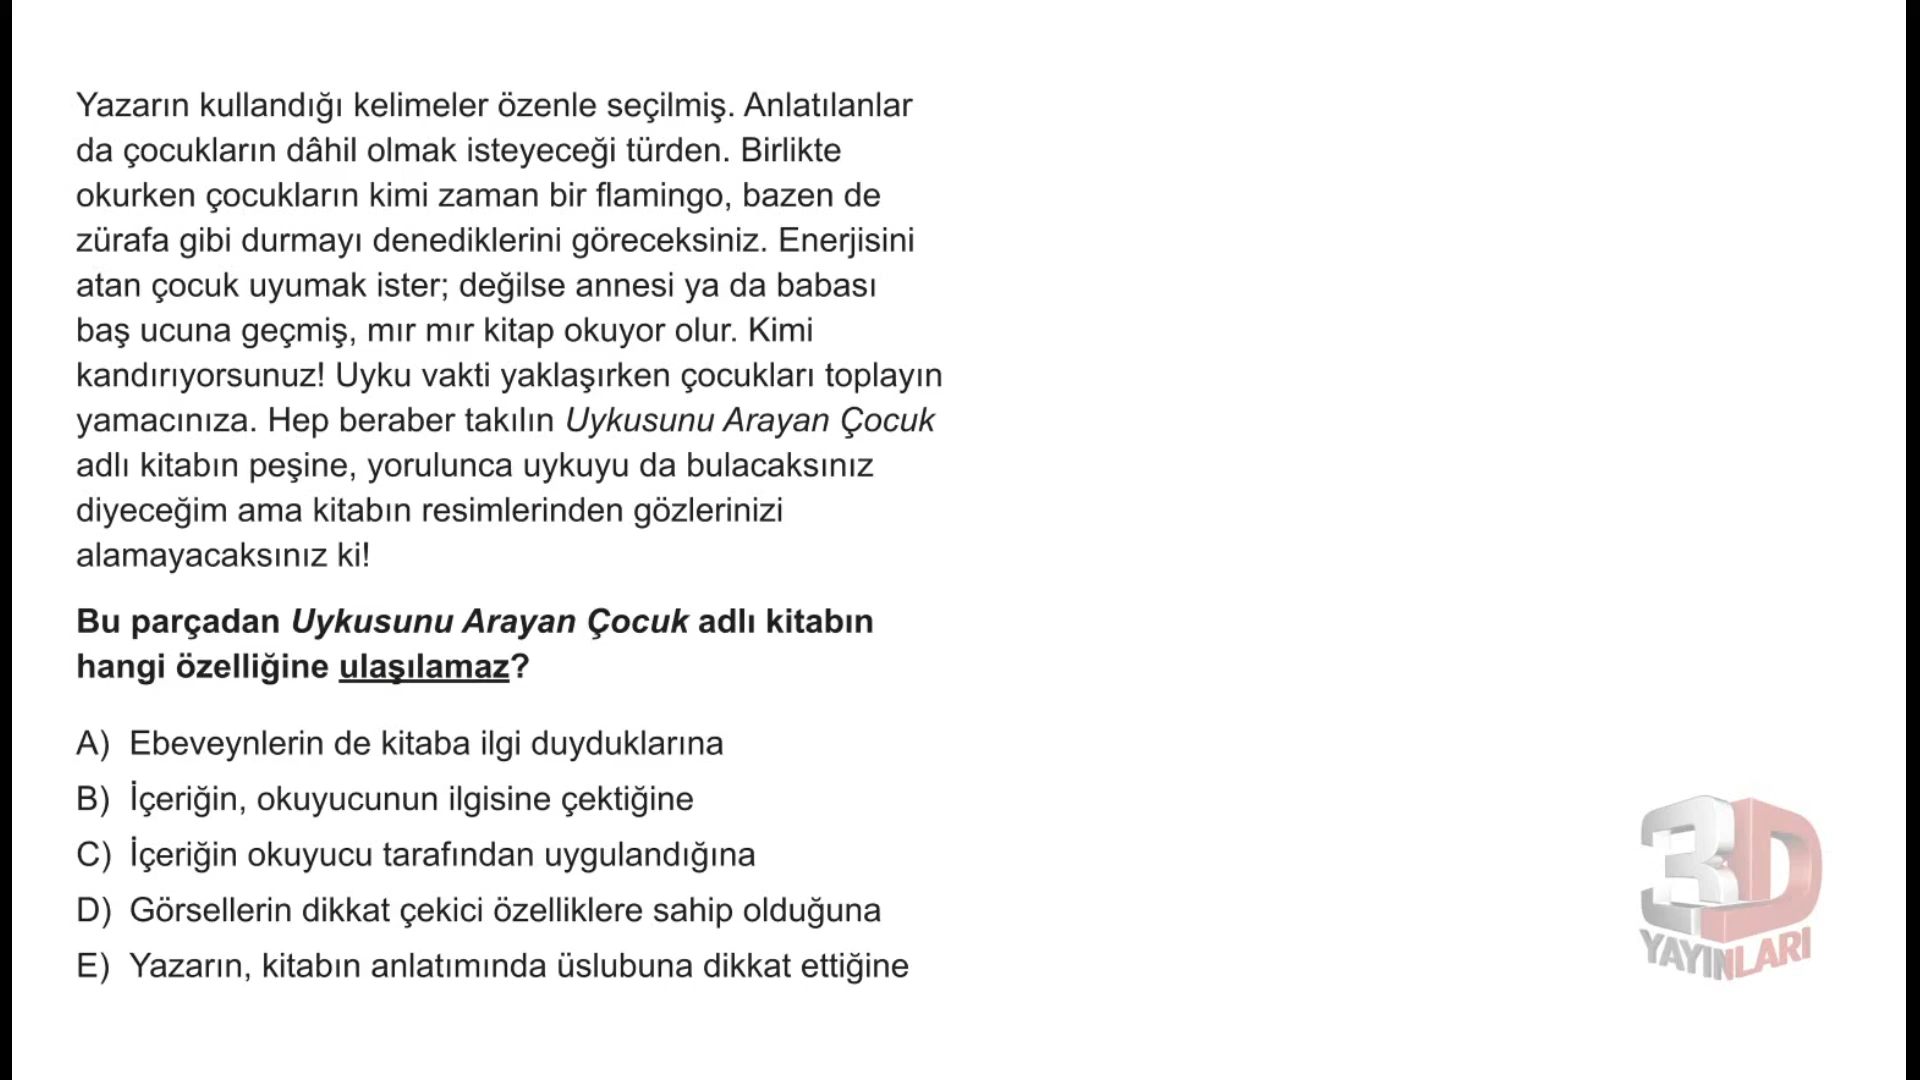 Yazarın kullandığı kelimeler özenle seçilmiş. Anlatılanlar
da çocukların dâhil olmak isteyeceği türden. Birlikte
okurken çocukların kimi zaman bir flamingo, bazen de
zürafa gibi durmayı denediklerini göreceksiniz. Enerjisini
atan çocuk uyumak ister; değilse annesi ya da babası
baş ucuna geçmiş, mır mır kitap okuyor olur. Kimi
kandırıyorsunuz! Uyku vakti yaklaşırken çocukları toplayın
yamacınıza. Hep beraber takılın Uykusunu Arayan Çocuk
adlı kitabın peşine, yorulunca uykuyu da bulacaksınız
diyeceğim ama kitabın resimlerinden gözlerinizi
alamayacaksınız ki!
Bu parçadan Uykusunu Arayan Çocuk adlı kitabın
hangi özelliğine ulaşılamaz?
A) Ebeveynlerin de kitaba ilgi duyduklarına
B) İçeriğin, okuyucunun ilgisine çektiğine
C) İçeriğin okuyucu tarafından uygulandığına
D) Görsellerin dikkat çekici özelliklere sahip olduğuna
E) Yazarın, kitabın anlatımında üslubuna dikkat ettiğine
3D
YAYINLARI